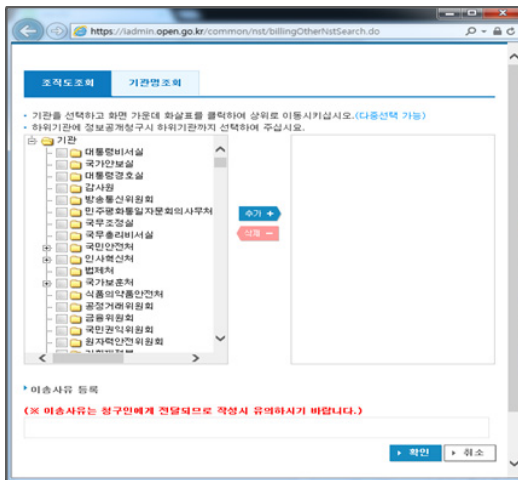 https://iadmin.open.go.kr/common/nst/billingOtherNstSearch.do
조직도조회 기관명조회
· 기관을 선택하고 화면 가운데 화살표를 클릭하여 상위로 이동시키십시오.(다중선택 가능)
· 하위기관에 정보공개청구시 하위기관까지 선택하여 주십시요.
기관
대통령비서실
국가안보실
대통령경호실
감사원
방송통신위원회
민주평화통일자문회의사무처
국무조정실
국무총리비서실
국민안전처
인사혁신처
법제처
국가보훈처
식품의약품안전처
공정거래위원회
금융위원회
국민권익위원회
원자력안전위원회
추가 +
삭제 −
이송사유 등록
(※ 이송사유는 청구인에게 전달되므로 작성시 유의하시기 바랍니다.)
확인 취소